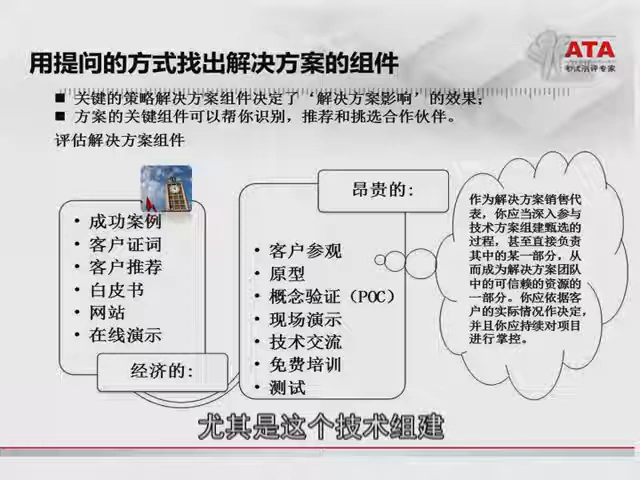 用提问的方式找出解决方案的组件
ATA
考试测评专家
■ 关键的策略解决方案组件决定了‘解决方案影响’的效果；
■ 方案的关键组件可以帮你识别，推荐和挑选合作伙伴。
评估解决方案组件
• 成功案例
• 客户证词
• 客户推荐
• 白皮书
• 网站
• 在线演示
经济的：
昂贵的：
• 客户参观
• 原型
• 概念验证（POC）
• 现场演示
• 技术交流
• 免费培训
• 测试
作为解决方案销售代
表，你应当深入参与
技术方案组建甄选的
过程，甚至直接负责
其中的某一部分，从
而成为解决方案团队
中的可信赖的资源的
一部分。你应依据客
户的实际情况作决定，
并且你应持续对项目
进行掌控。
尤其是这个技术组建